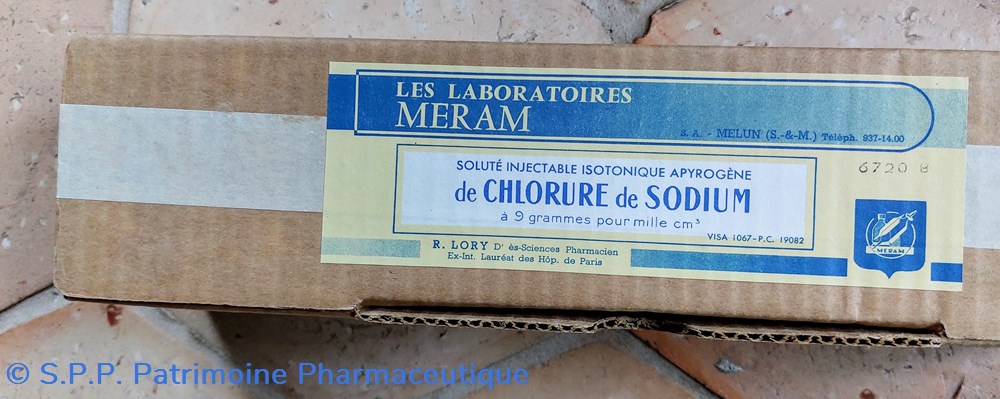 LES LABORATOIRES
MERAM
S. A. - MELUN (S.-&-M.) Téléph. 937-14.00
SOLUTÉ INJECTABLE ISOTONIQUE APYROGÈNE
de CHLORURE de SODIUM
à 9 grammes pour mille cm³
VISA 1067-P.C. 19082
6720 B
MERAM
R. LORY Dʳ ès-Sciences Pharmacien
Ex-Int. Lauréat des Hôp. de Paris
© S.P.P. Patrimoine Pharmaceutique